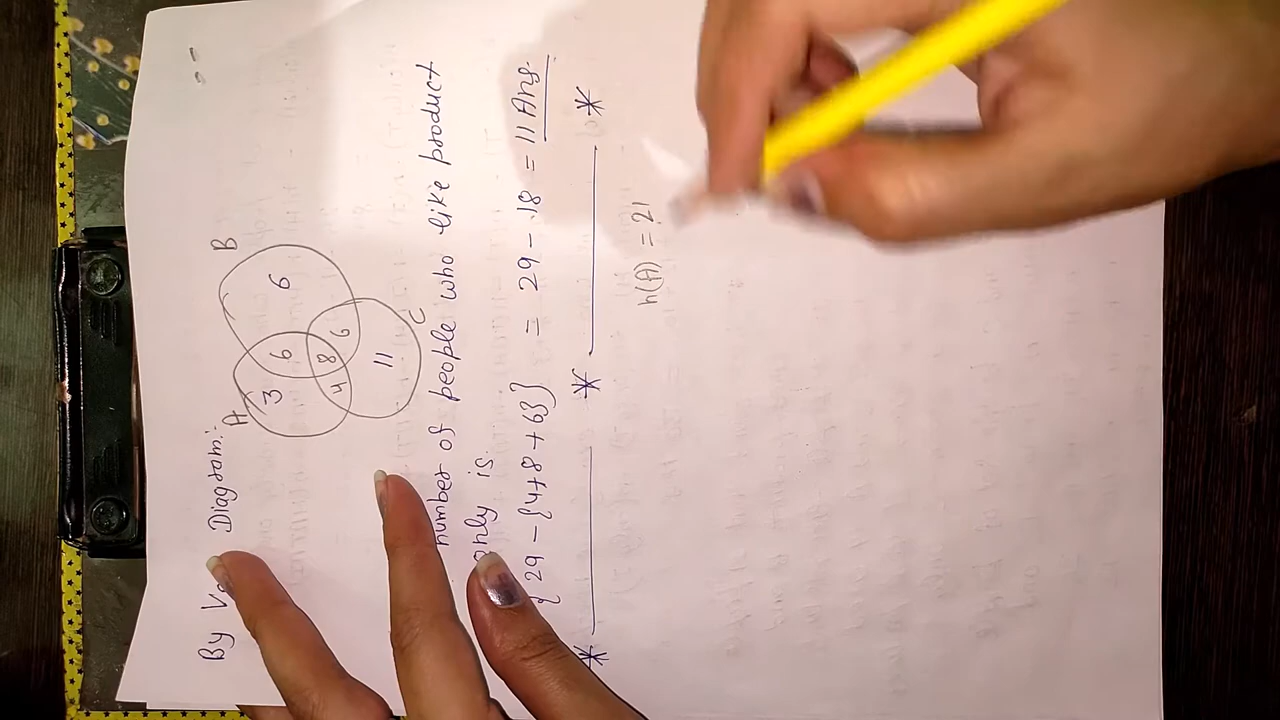 By
Diagram:
A
B
3
6
6
8
4
6
11
C
number of people who like product
only is.
{ 29 - {4+8+6}} = 29 - 18 = 11 Ans.
n(A) = 21